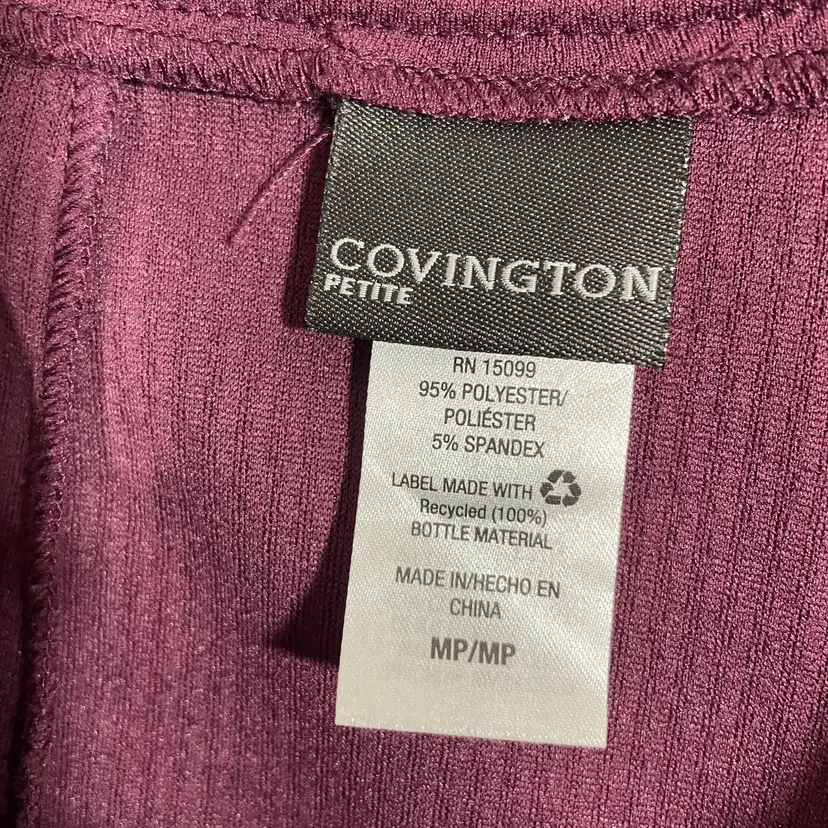 COVINGTON
PETITE
RN 15099
95% POLYESTER/
POLIÉSTER
5% SPANDEX
LABEL MADE WITH
Recycled (100%)
BOTTLE MATERIAL
MADE IN/HECHO EN
CHINA
MP/MP